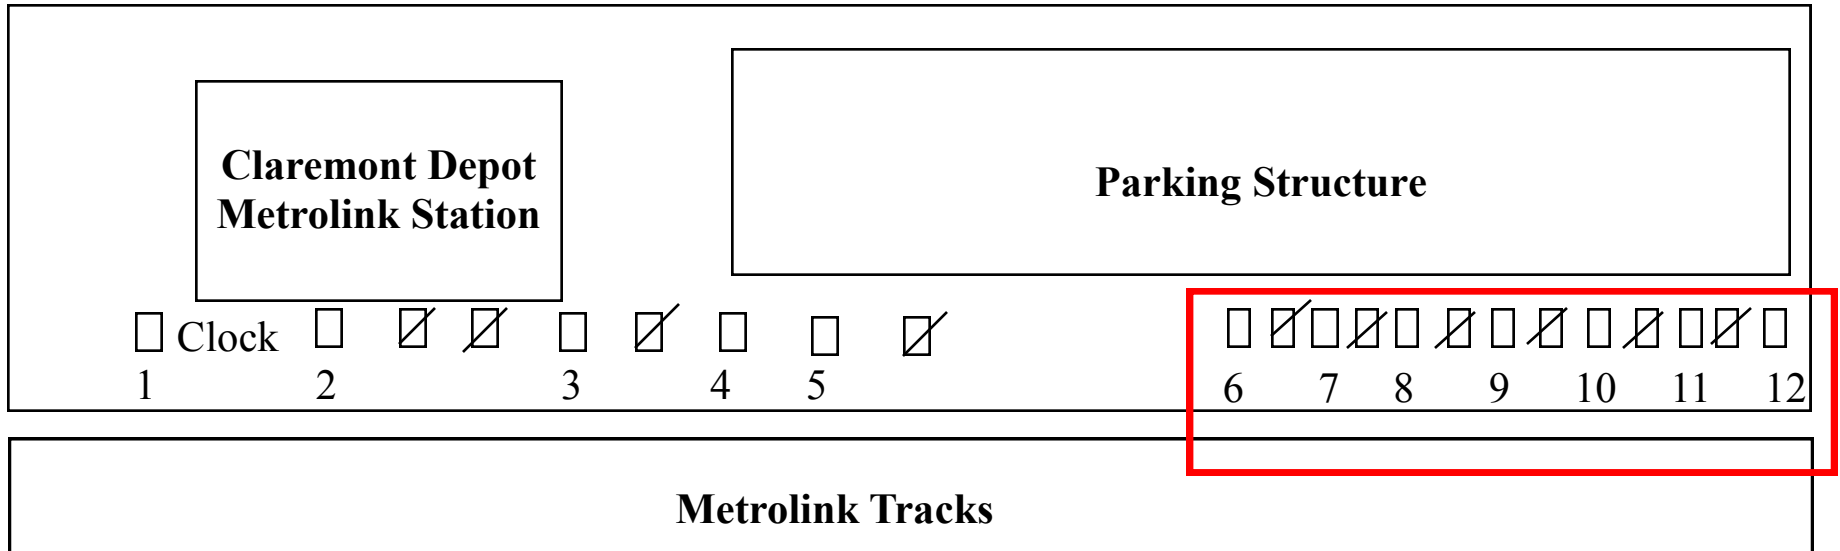 Claremont Depot
Metrolink Station
Parking Structure
Clock
1 2 3 4 5 6 7 8 9 10 11 12
Metrolink Tracks